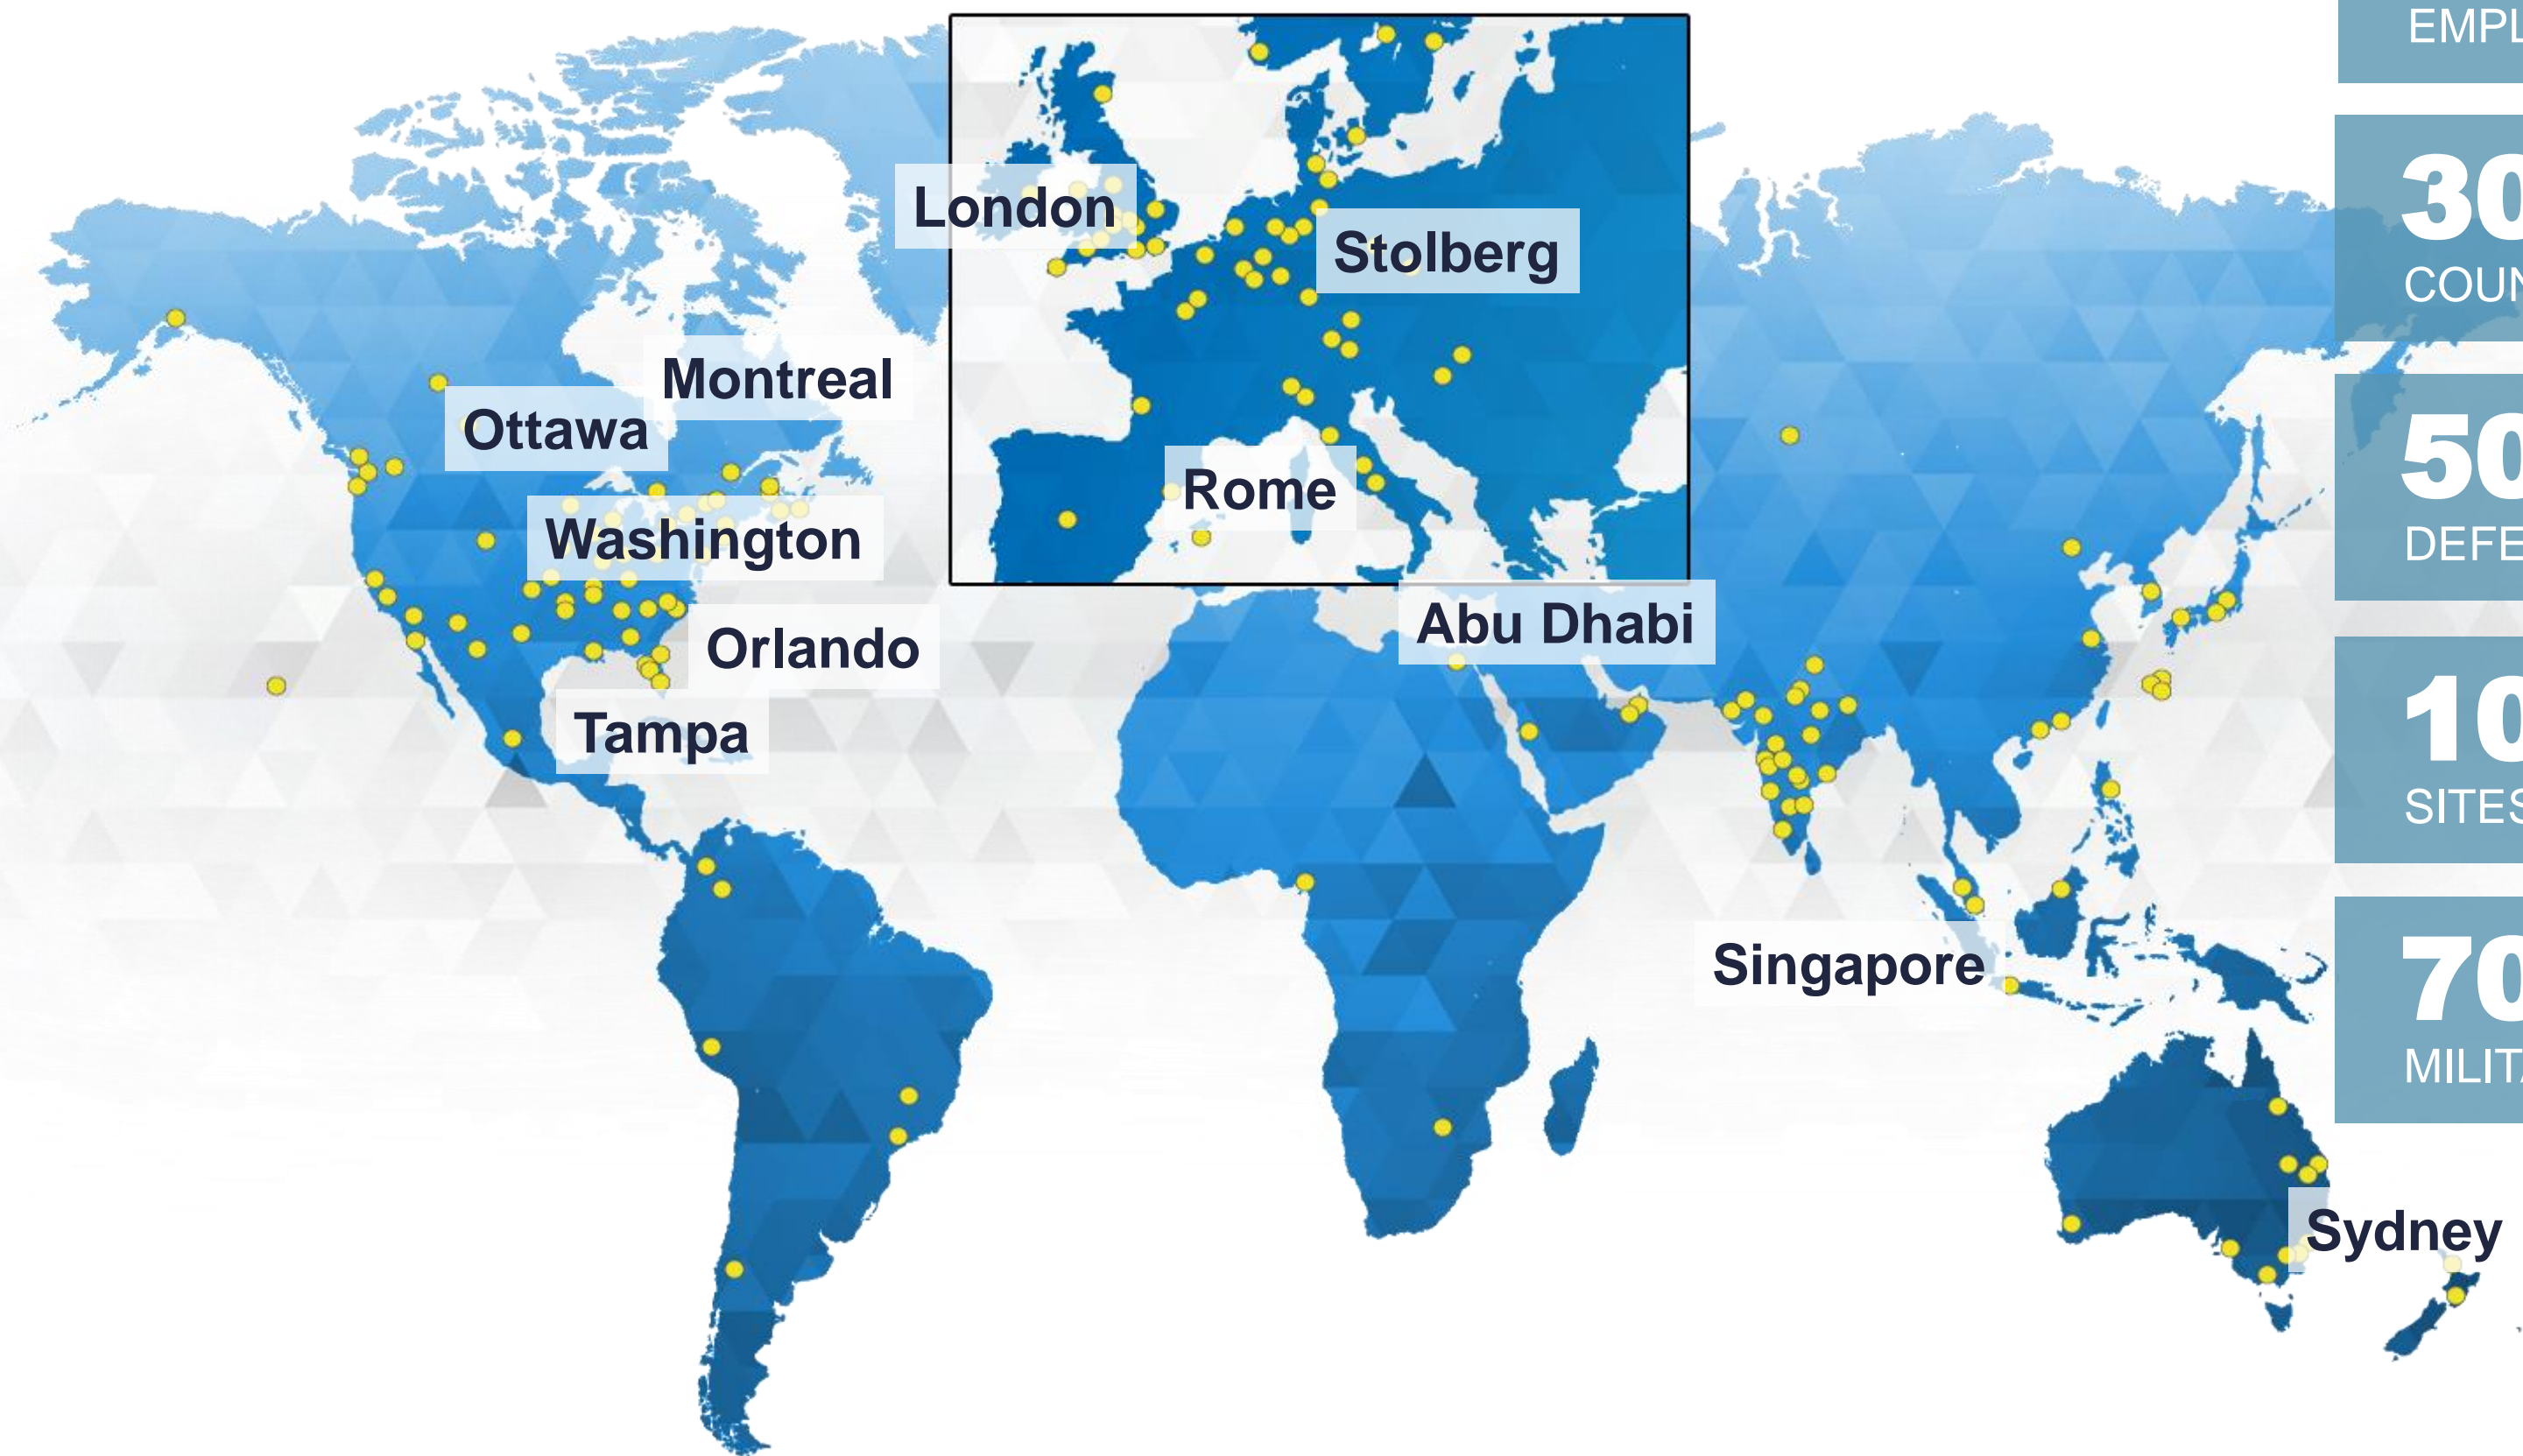 EMPL
London
30
COUN
Stolberg
Montreal
Ottawa
50
DEFE
Rome
Washington
Abu Dhabi
Orlando
Tampa
10
SITES
Singapore
70
MILITA
Sydney